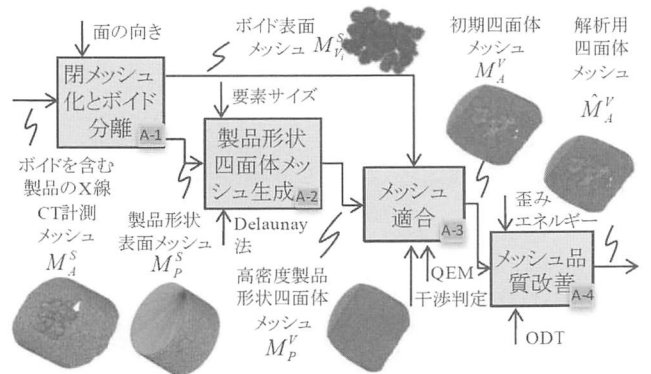 面の向き
閉メッシュ
化とボイド
分離
A-1
ボイド表面
メッシュ M^S_{V_i}
初期四面体
メッシュ
M^V_A
解析用
四面体
メッシュ
M̂^V_A
要素サイズ
製品形状
四面体メッ
シュ生成
A-2
Delaunay
法
ボイドを含む
製品のX線
CT計測
メッシュ
M^S_A
製品形状
表面メッシュ
M^S_P
メッシュ
適合
A-3
QEM
干渉判定
高密度製品
形状四面体
メッシュ
M^V_P
歪み
エネルギー
メッシュ品
質改善
A-4
ODT